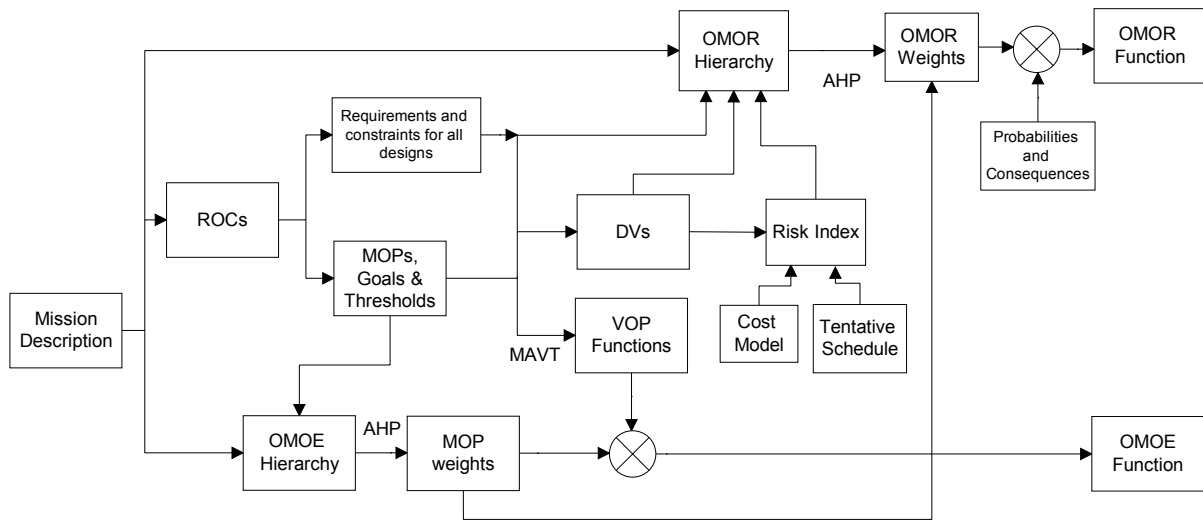 OMOR
Hierarchy
AHP
OMOR
Weights
OMOR
Function
Requirements and
constraints for all
designs
Probabilities
and
Consequences
ROCs
DVs
Risk Index
MOPs,
Goals &
Thresholds
Mission
Description
MAVT
VOP
Functions
Cost
Model
Tentative
Schedule
OMOE
Hierarchy
AHP
MOP
weights
OMOE
Function